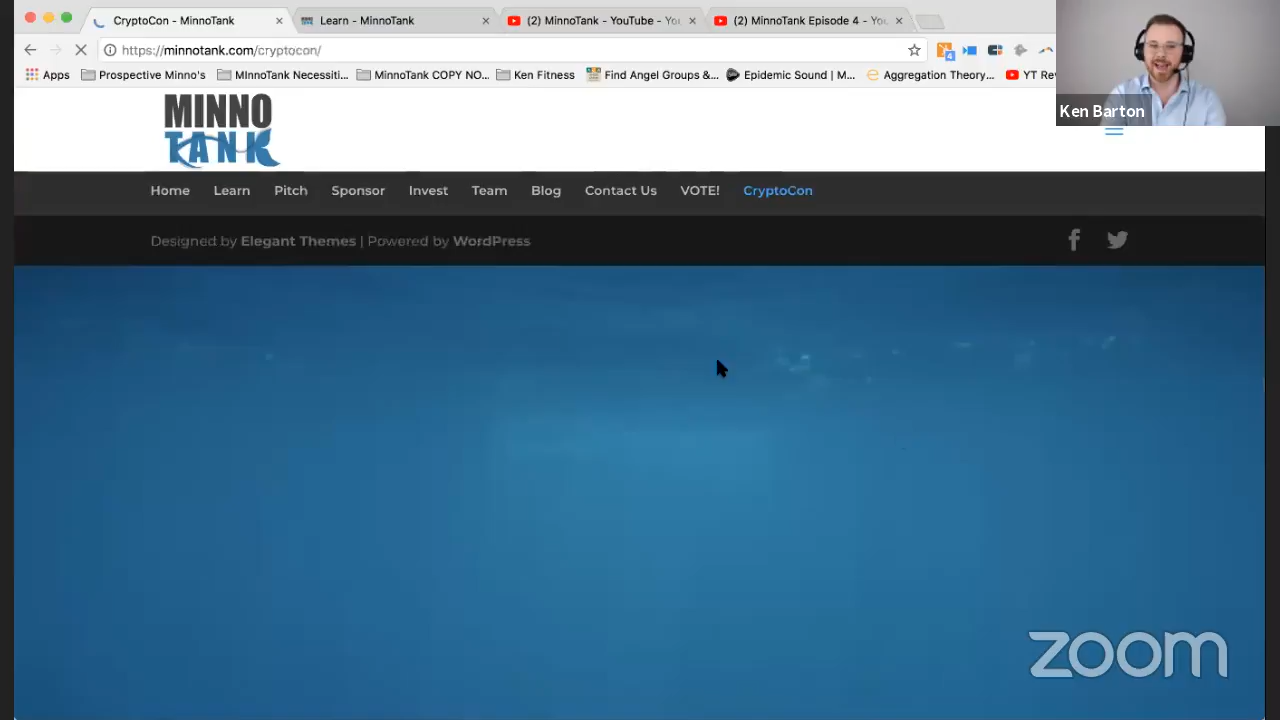 CryptoCon - MinnoTank
Learn - MinnoTank
(2) MinnoTank - YouTube - You
(2) MinnoTank Episode 4 - You
https://minnotank.com/cryptocon/
4
Apps
Prospective Minno's
MInnoTank Necessiti...
MinnoTank COPY NO...
Ken Fitness
Find Angel Groups &...
Epidemic Sound | M...
Aggregation Theory...
YT Re
Ken Barton
MINNO
TANK
Home
Learn
Pitch
Sponsor
Invest
Team
Blog
Contact Us
VOTE!
CryptoCon
Designed by Elegant Themes | Powered by WordPress
zoom